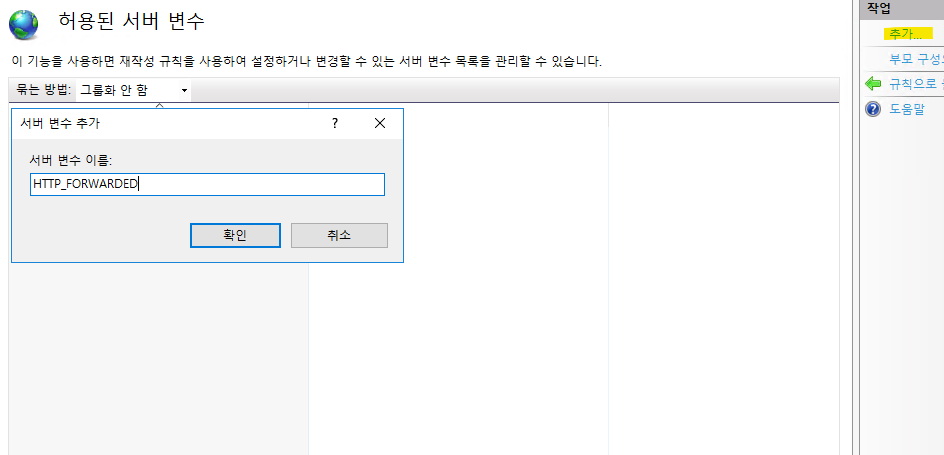 허용된 서버 변수
이 기능을 사용하면 재작성 규칙을 사용하여 설정하거나 변경할 수 있는 서버 변수 목록을 관리할 수 있습니다.
묶는 방법: 그룹화 안 함
서버 변수 추가
?
서버 변수 이름:
HTTP_FORWARDED
확인
취소
작업
추가...
부모 구성
규칙으로
도움말